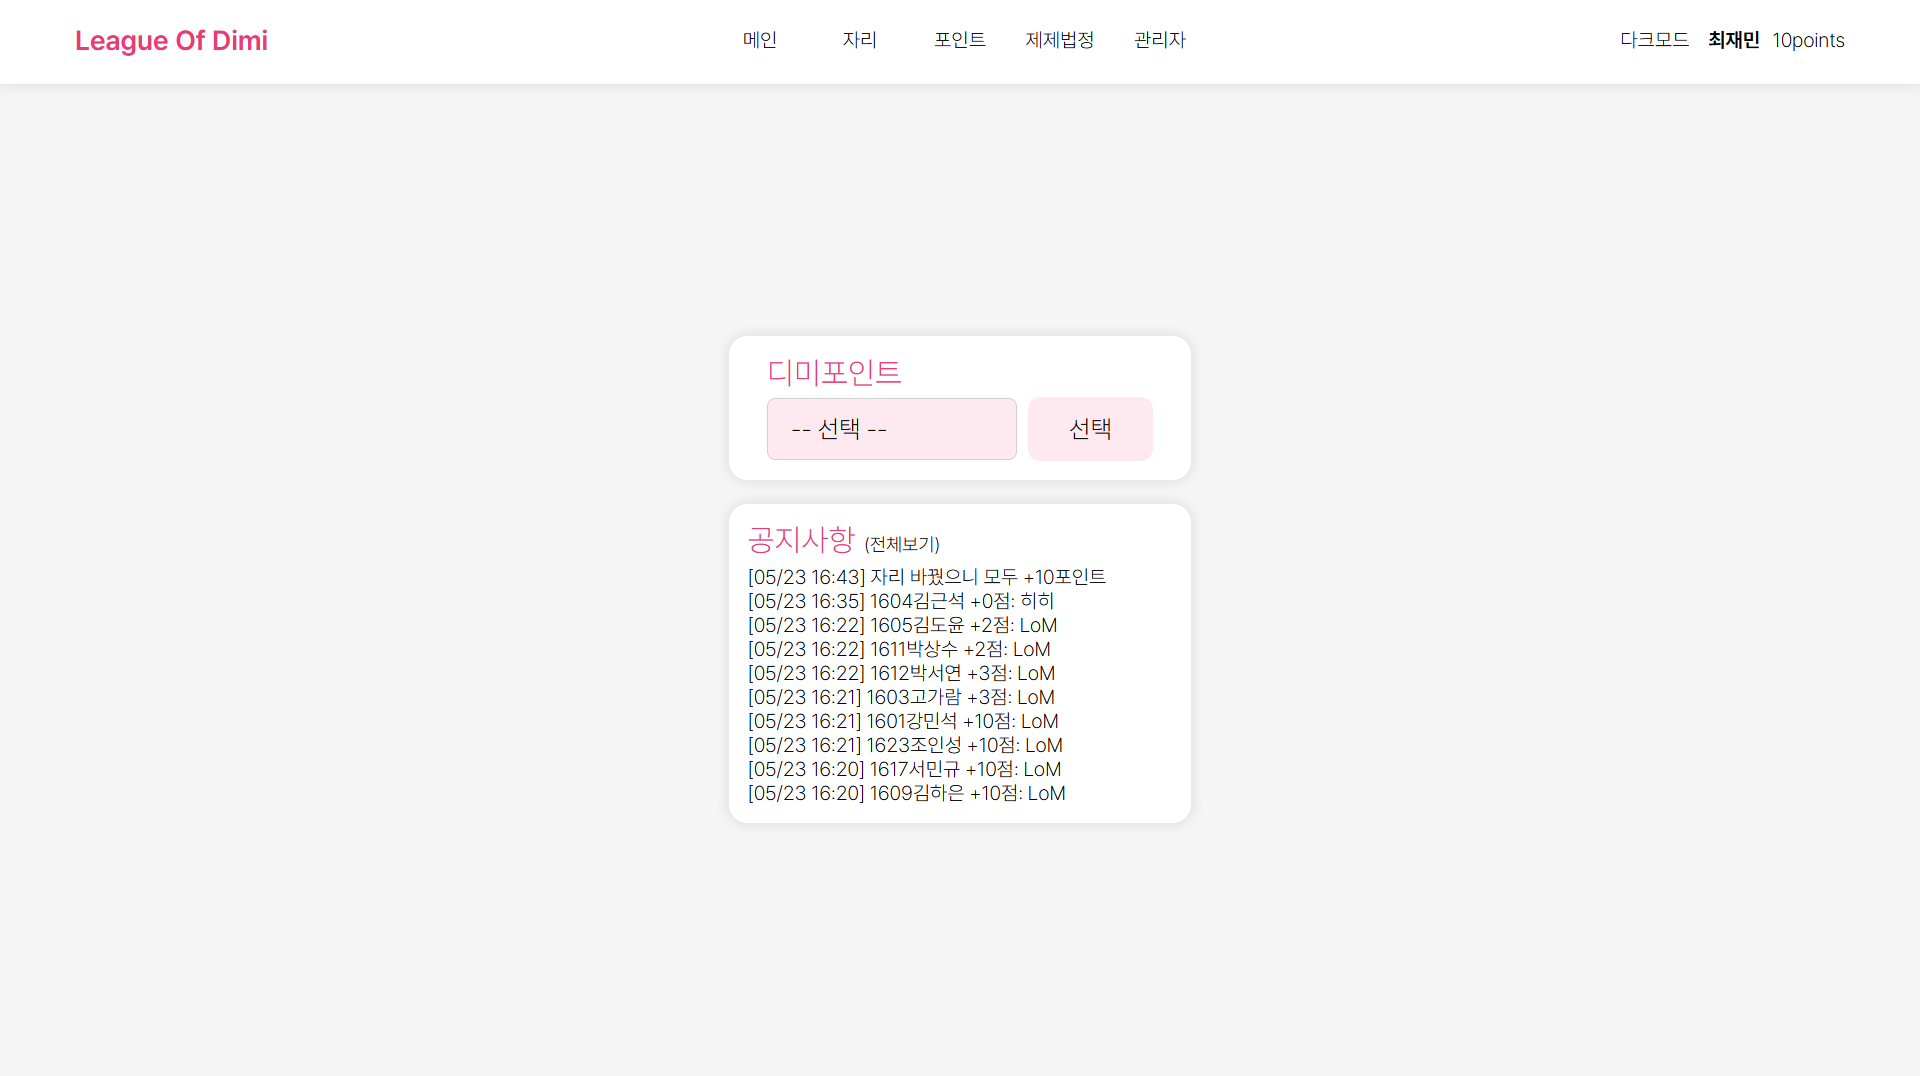 League Of Dimi
메인 자리 포인트 제제법정 관리자
다크모드 최재민 10points
디미포인트
-- 선택 -- 선택
공지사항 (전체보기)
[05/23 16:43] 자리 바꿨으니 모두 +10포인트
[05/23 16:35] 1604김근석 +0점: 히히
[05/23 16:22] 1605김도윤 +2점: LoM
[05/23 16:22] 1611박상수 +2점: LoM
[05/23 16:22] 1612박서연 +3점: LoM
[05/23 16:21] 1603고가람 +3점: LoM
[05/23 16:21] 1601강민석 +10점: LoM
[05/23 16:21] 1623조인성 +10점: LoM
[05/23 16:20] 1617서민규 +10점: LoM
[05/23 16:20] 1609김하은 +10점: LoM